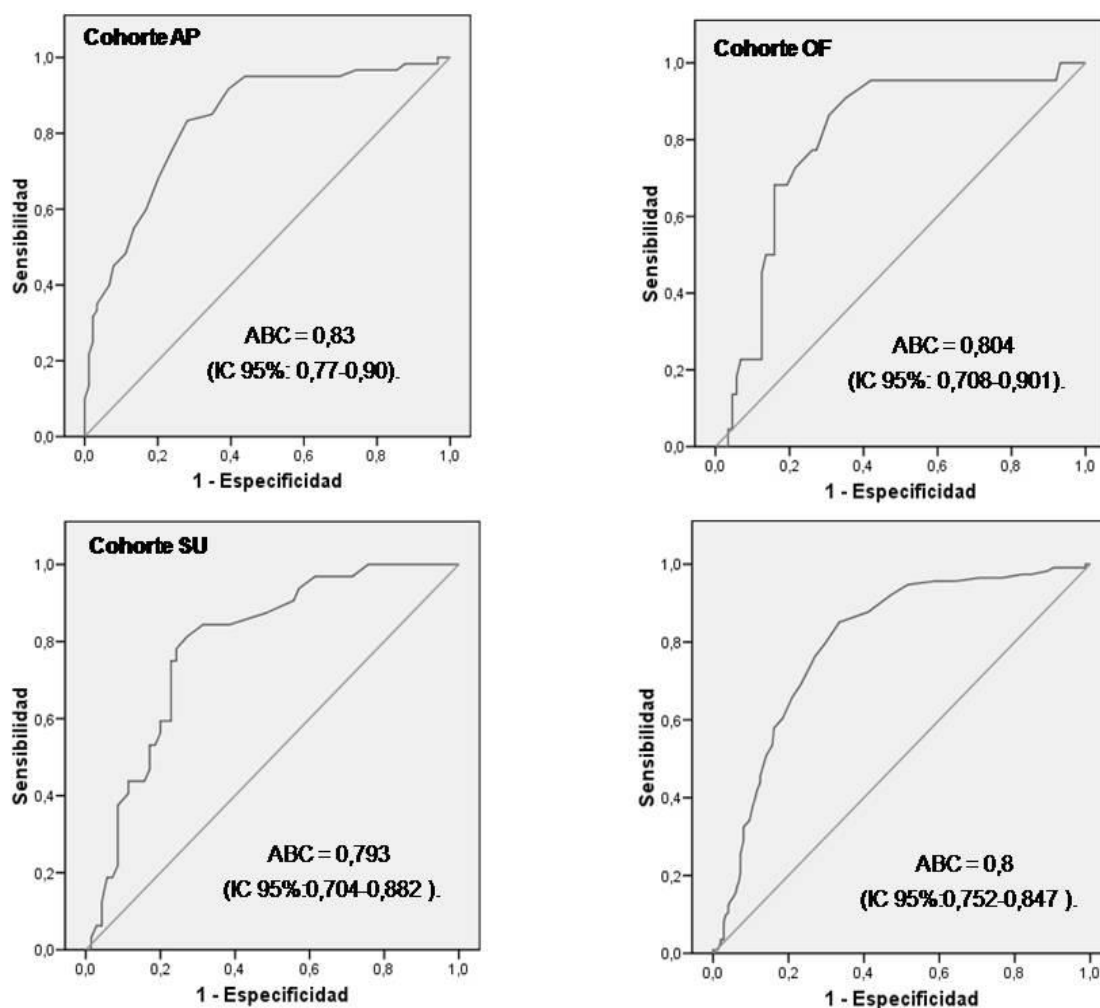 Cohorte AP
Sensibilidad
1,0
0,8
0,6
0,4
0,2
0,0
ABC = 0,83
(IC 95%: 0,77-0,90).
0,0 0,2 0,4 0,6 0,8 1,0
1 - Especificidad
Cohorte OF
Sensibilidad
1,0
0,8
0,6
0,4
0,2
0,0
ABC = 0,804
(IC 95%: 0,708-0,901).
0,0 0,2 0,4 0,6 0,8 1,0
1 - Especificidad
Cohorte SU
Sensibilidad
1,0
0,8
0,6
0,4
0,2
0,0
ABC = 0,793
(IC 95%:0,704-0,882 ).
0,0 0,2 0,4 0,6 0,8 1,0
1 - Especificidad
Sensibilidad
1,0
0,8
0,6
0,4
0,2
0,0
ABC = 0,8
(IC 95%:0,752-0,847 ).
0,0 0,2 0,4 0,6 0,8 1,0
1 - Especificidad